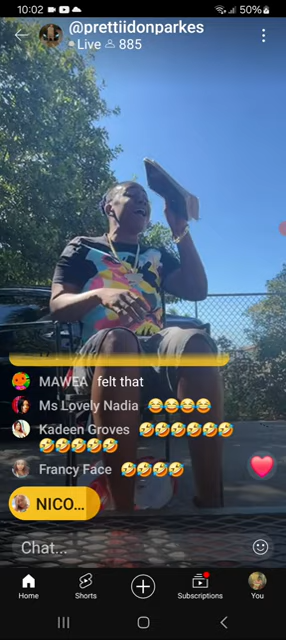 10:02
50%
@prettiidonparkes
Live 885
MAWEA felt that
Ms Lovely Nadia 😂😂😂😂
Kadeen Groves 🤣🤣🤣🤣🤣🤣
🤣🤣🤣🤣🤣
Francy Face 🤣🤣🤣🤣
NICO...
Chat...
Home
Shorts
Subscriptions
You